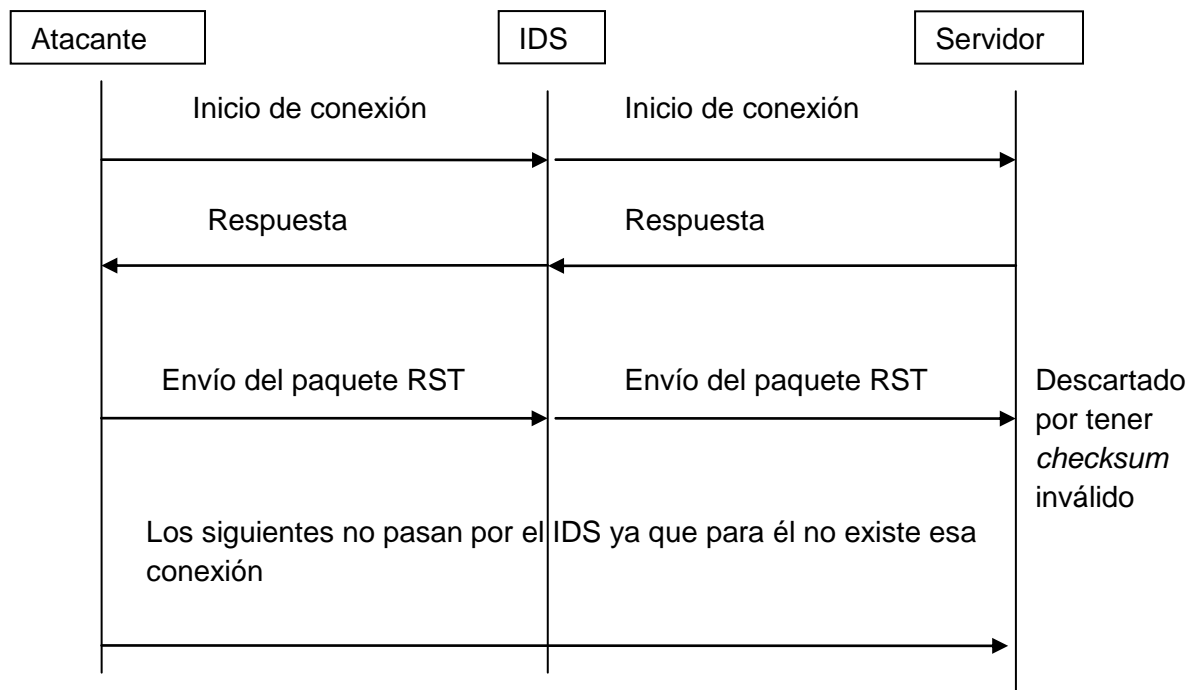 Atacante
IDS
Servidor
Inicio de conexión
Inicio de conexión
Respuesta
Respuesta
Envío del paquete RST
Envío del paquete RST
Descartado
por tener
checksum
inválido
Los siguientes no pasan por el IDS ya que para él no existe esa
conexión